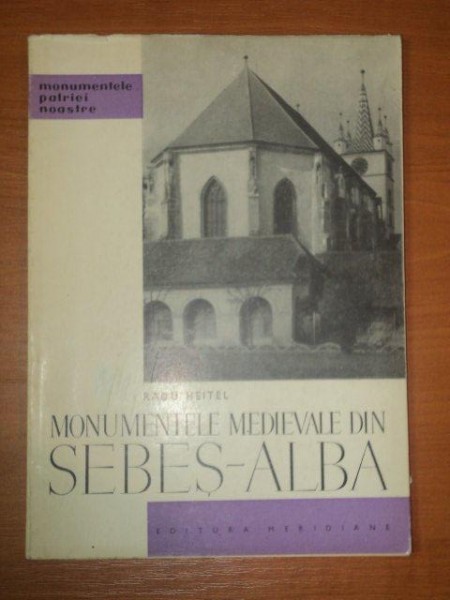 monumentele
patriei
noastre
RADU HEITEL
MONUMENTELE MEDIEVALE DIN
SEBEȘ-ALBA
EDITURA MERIDIANE